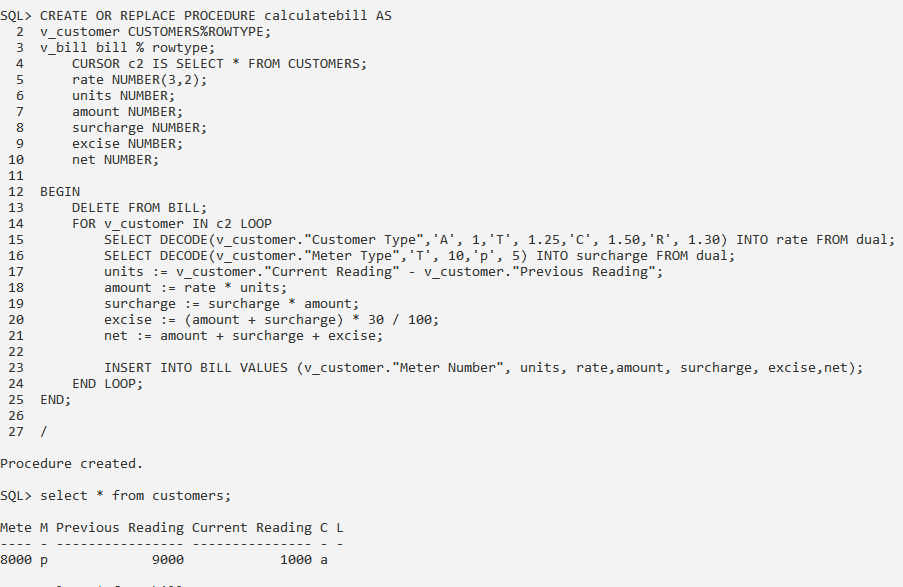 SQL> CREATE OR REPLACE PROCEDURE calculatebill AS
  2  v_customer CUSTOMERS%ROWTYPE;
  3  v_bill bill % rowtype;
  4      CURSOR c2 IS SELECT * FROM CUSTOMERS;
  5      rate NUMBER(3,2);
  6      units NUMBER;
  7      amount NUMBER;
  8      surcharge NUMBER;
  9      excise NUMBER;
 10      net NUMBER;
 11
 12  BEGIN
 13      DELETE FROM BILL;
 14      FOR v_customer IN c2 LOOP
 15          SELECT DECODE(v_customer."Customer Type",'A', 1,'T', 1.25,'C', 1.50,'R', 1.30) INTO rate FROM dual;
 16          SELECT DECODE(v_customer."Meter Type",'T', 10,'p', 5) INTO surcharge FROM dual;
 17          units := v_customer."Current Reading" - v_customer."Previous Reading";
 18          amount := rate * units;
 19          surcharge := surcharge * amount;
 20          excise := (amount + surcharge) * 30 / 100;
 21          net := amount + surcharge + excise;
 22
 23          INSERT INTO BILL VALUES (v_customer."Meter Number", units, rate,amount, surcharge, excise,net);
 24      END LOOP;
 25  END;
 26
 27  /

Procedure created.

SQL> select * from customers;

Mete M Previous Reading Current Reading C L
---- - ---------------- --------------- - -
8000 p             9000            1000 a